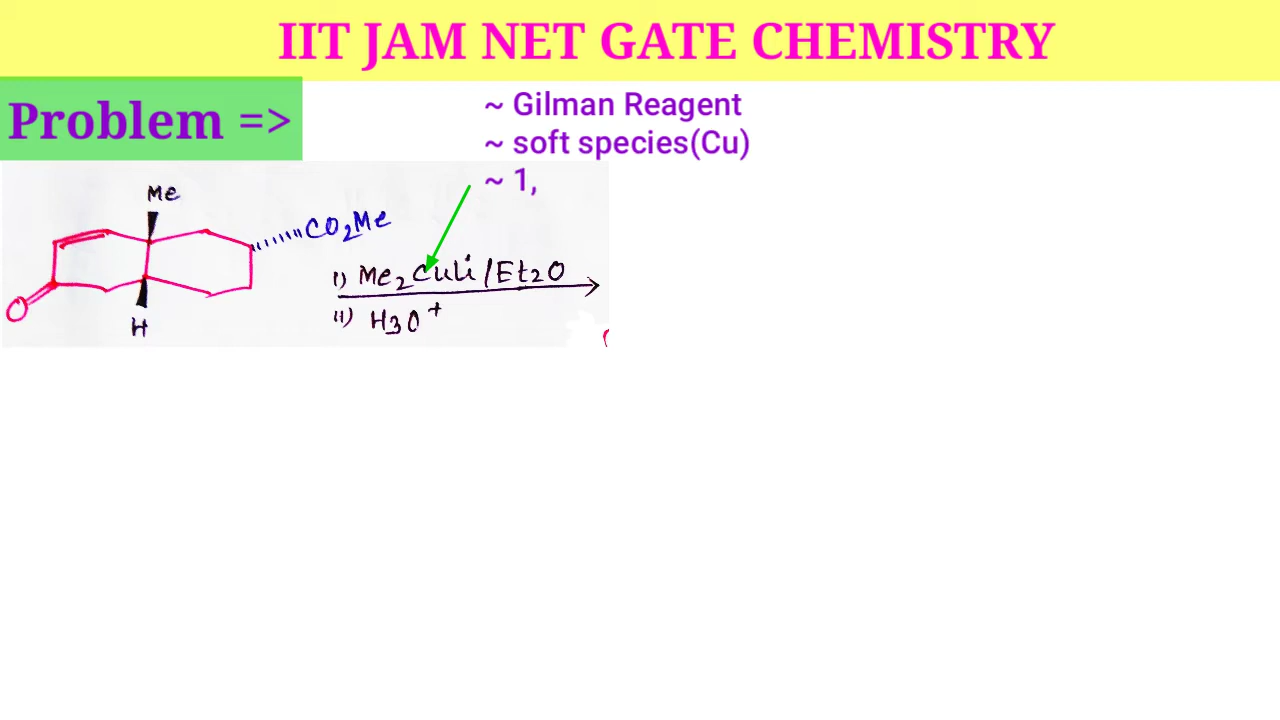 IIT JAM NET GATE CHEMISTRY
Problem =>
~ Gilman Reagent
~ soft species(Cu)
~ 1,
Me
CO2Me
O
H
i) Me2CuLi/Et2O
ii) H3O+